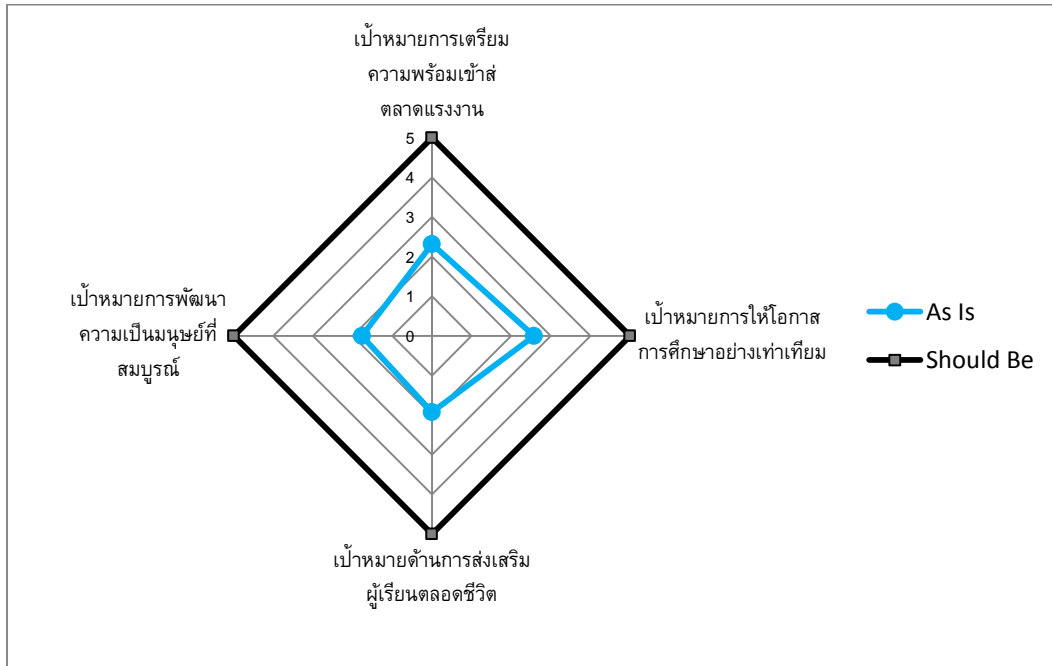 เป้าหมายการเตรียม
ความพร้อมเข้าส่
ตลาดแรงงาน
5
4
3
2
1
0
เป้าหมายการพัฒนา
ความเป็นมนุษย์ที่
สมบูรณ์
เป้าหมายการให้โอกาส
การศึกษาอย่างเท่าเทียม
As Is
Should Be
เป้าหมายด้านการส่งเสริม
ผู้เรียนตลอดชีวิต